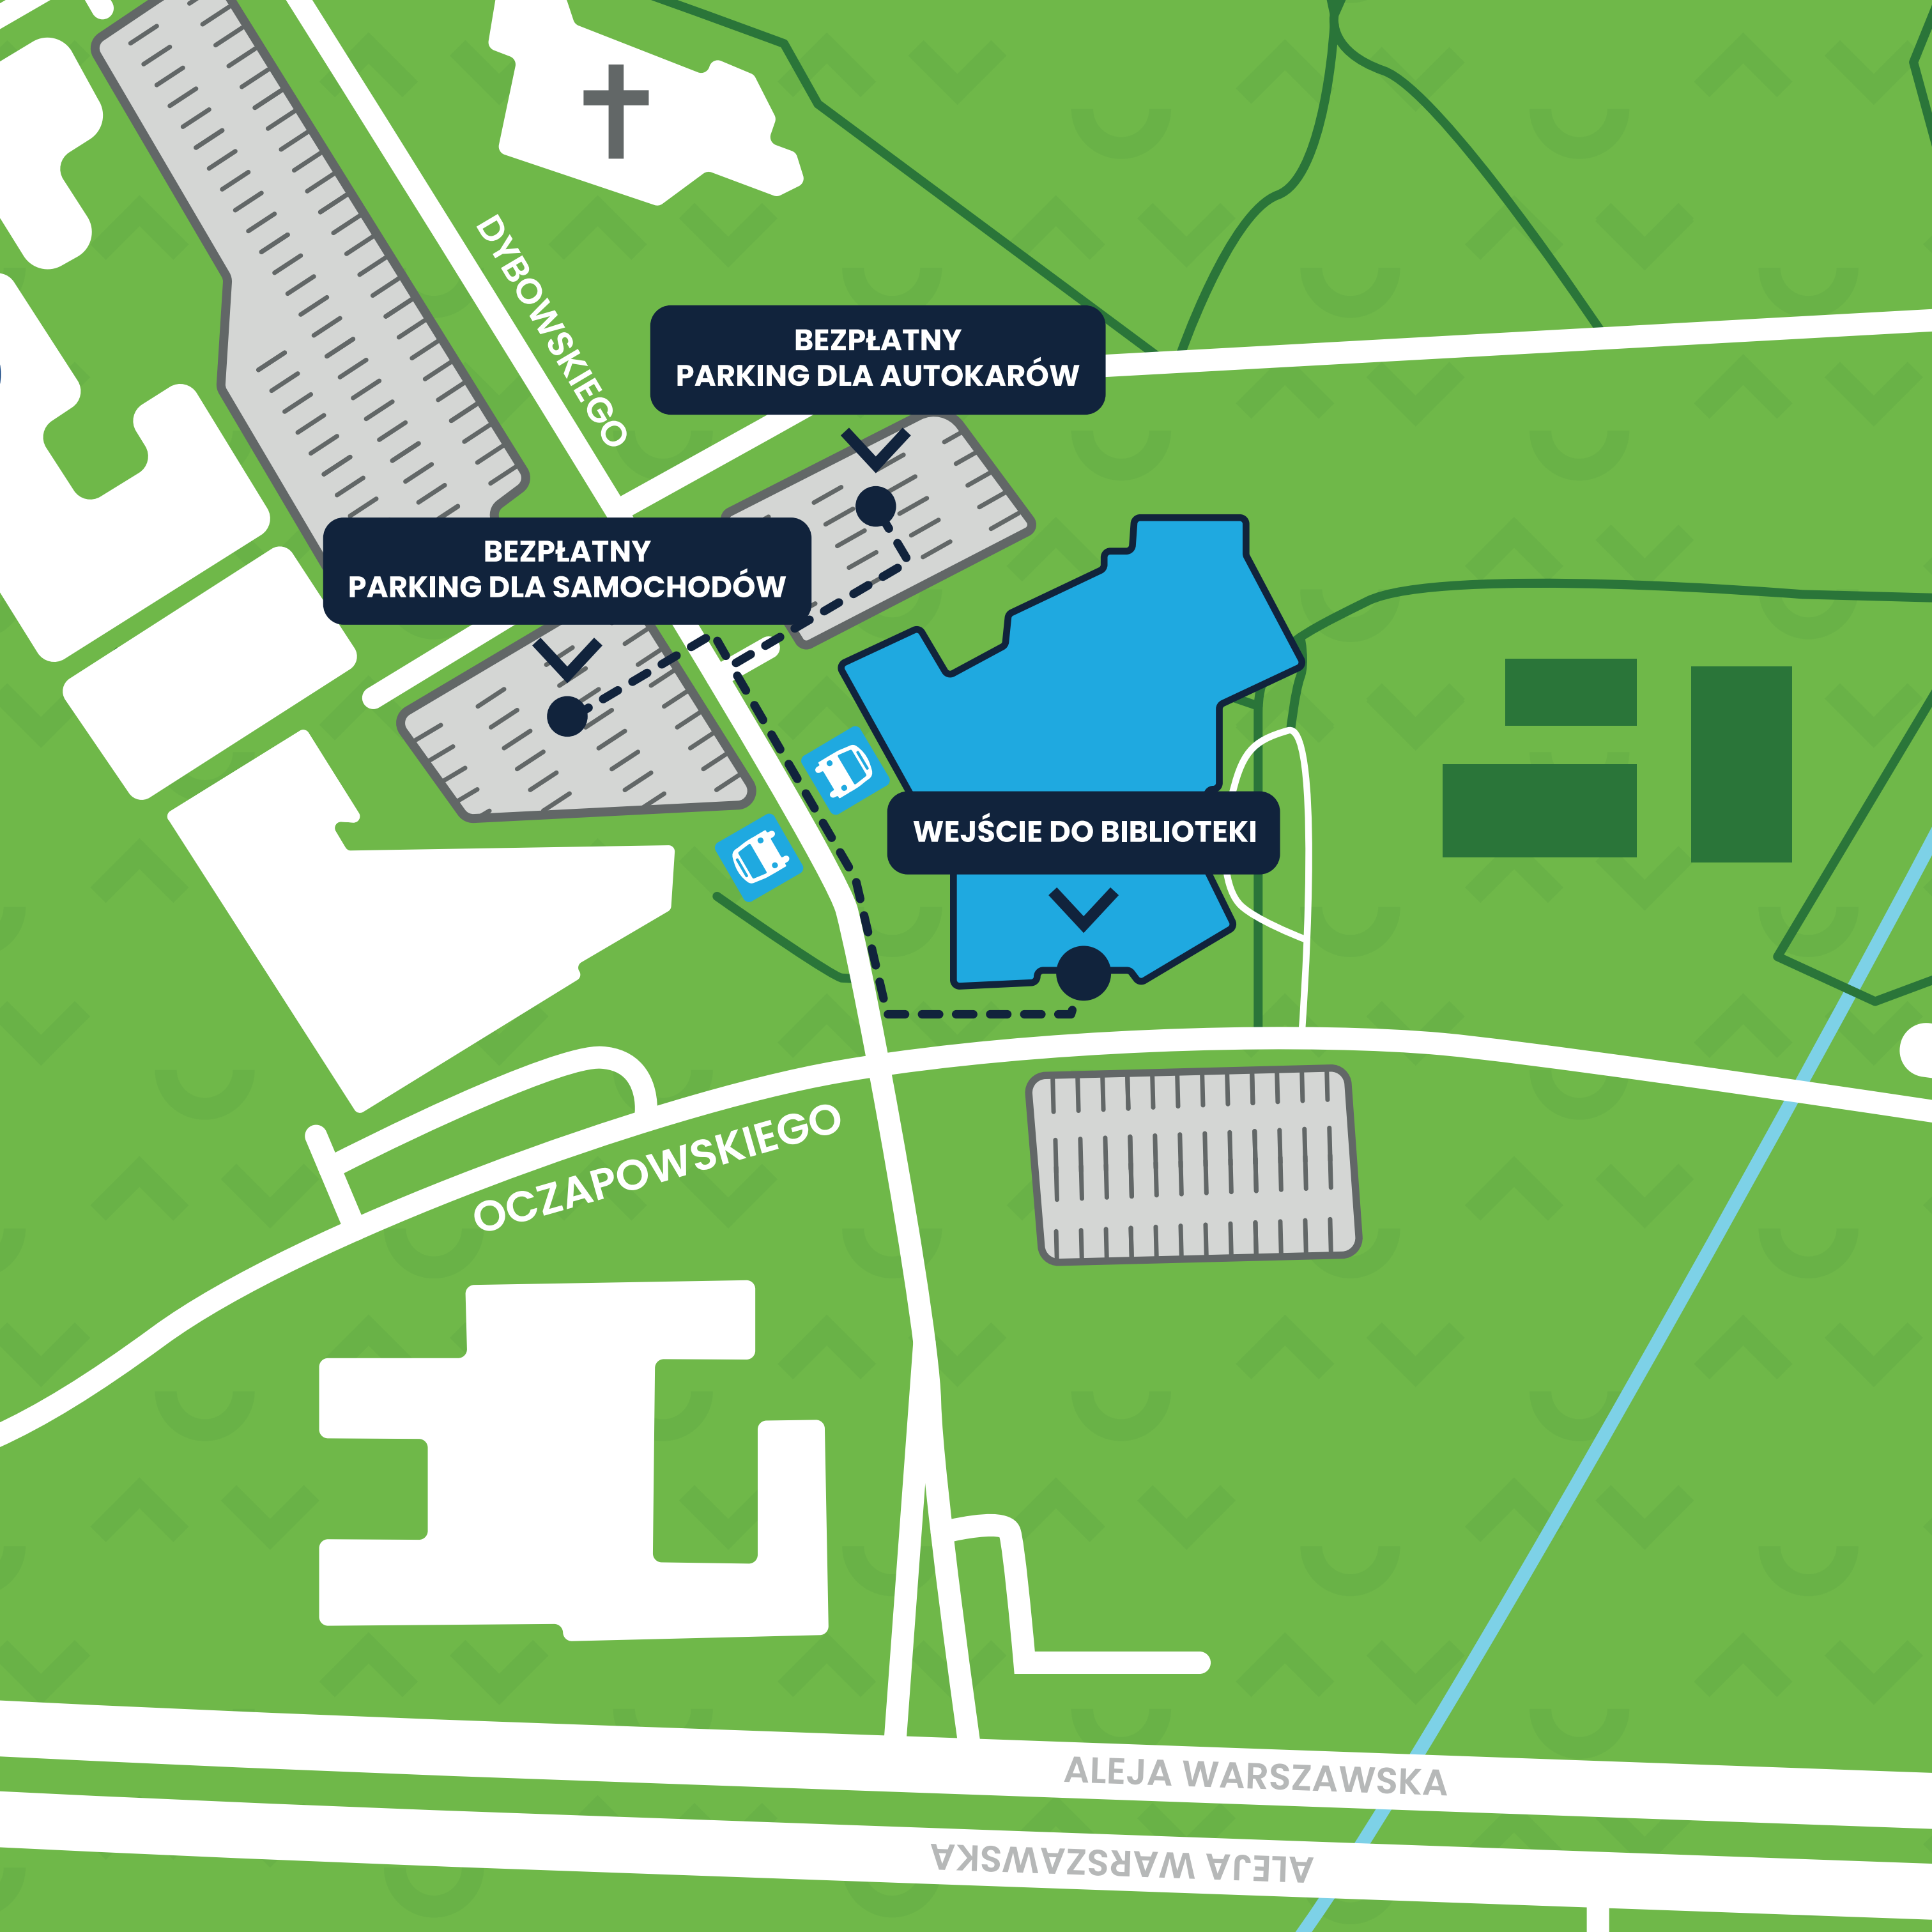 DYBOWSKIEGO
BEZPŁATNY
PARKING DLA AUTOKARÓW
BEZPŁATNY
PARKING DLA SAMOCHODÓW
WEJŚCIE DO BIBLIOTEKI
OCZAPOWSKIEGO
ALEJA WARSZAWSKA
ALEJA WARSZAWSKA